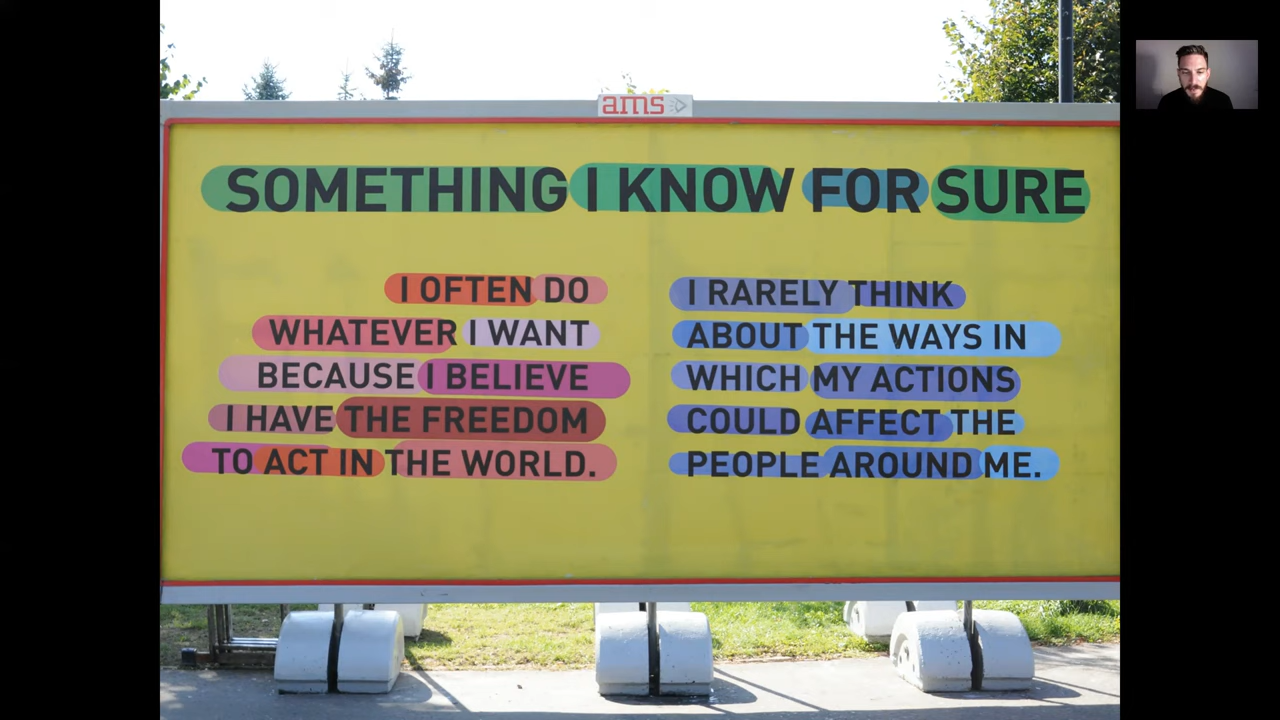 ams
SOMETHING I KNOW FOR SURE
I OFTEN DO
WHATEVER I WANT
BECAUSE I BELIEVE
I HAVE THE FREEDOM
TO ACT IN THE WORLD.
I RARELY THINK
ABOUT THE WAYS IN
WHICH MY ACTIONS
COULD AFFECT THE
PEOPLE AROUND ME.